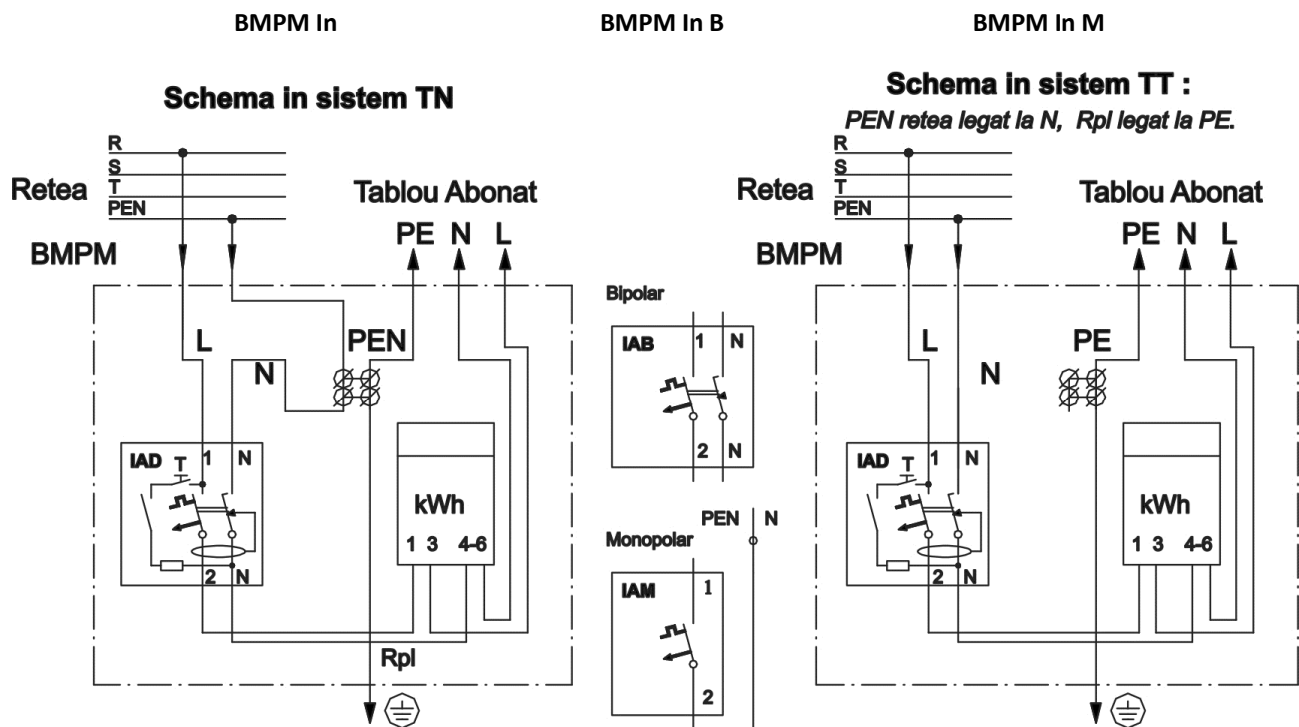 BMPM In
BMPM In B
BMPM In M
Schema in sistem TN
R
S
Retea
T
PEN
Tablou Abonat
PE N L
BMPM
L
N
PEN
IAD
T
1
N
kWh
1 3 4-6
2
N
Rpl
Bipolar
IAB
1
N
2
N
PEN
N
Monopolar
IAM
1
2
Schema in sistem TT :
PEN retea legat la N, Rpl legat la PE.
R
S
Retea
T
PEN
Tablou Abonat
PE N L
BMPM
L
N
PE
IAD
T
1
N
kWh
1 3 4-6
2
N